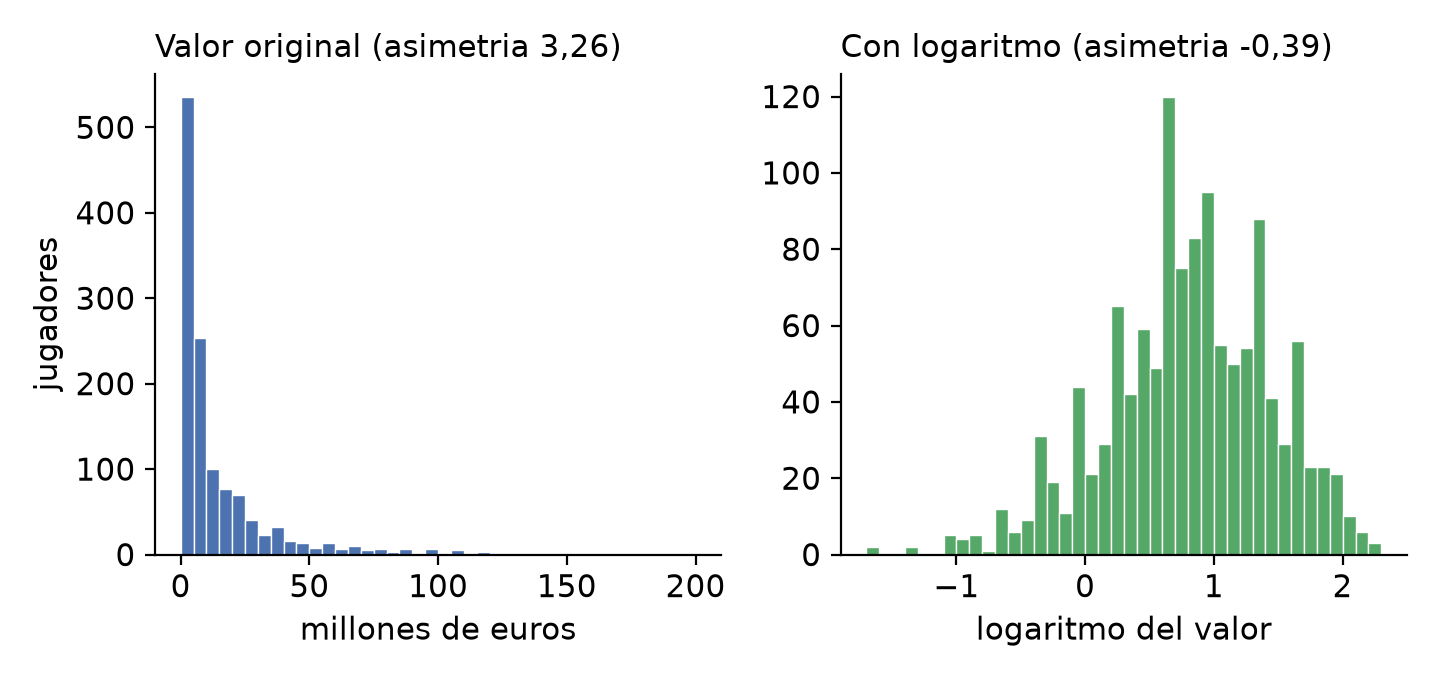 Valor original (asimetria 3,26)
500
400
300
200
100
0
jugadores
0 50 100 150 200
millones de euros
Con logaritmo (asimetria -0,39)
120
100
80
60
40
20
0
−1 0 1 2
logaritmo del valor